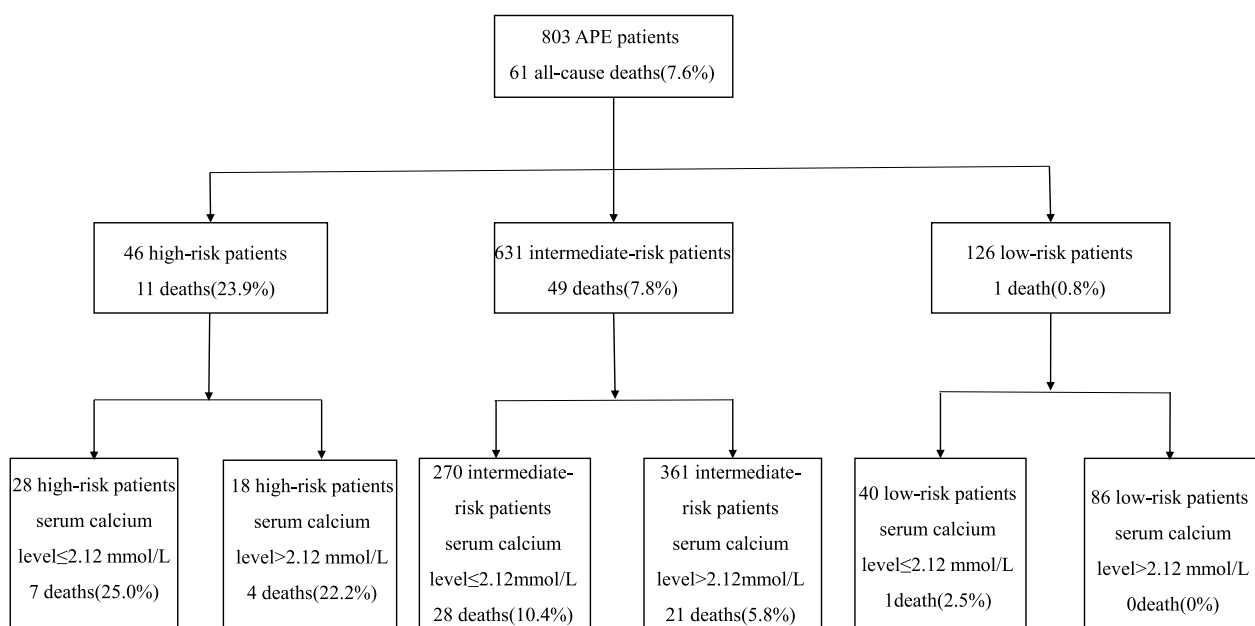 803 APE patients
61 all-cause deaths(7.6%)
46 high-risk patients
11 deaths(23.9%)
631 intermediate-risk patients
49 deaths(7.8%)
126 low-risk patients
1 death(0.8%)
28 high-risk patients
serum calcium
level≤2.12 mmol/L
7 deaths(25.0%)
18 high-risk patients
serum calcium
level>2.12 mmol/L
4 deaths(22.2%)
270 intermediate-
risk patients
serum calcium
level≤2.12mmol/L
28 deaths(10.4%)
361 intermediate-
risk patients
serum calcium
level>2.12mmol/L
21 deaths(5.8%)
40 low-risk patients
serum calcium
level≤2.12 mmol/L
1death(2.5%)
86 low-risk patients
serum calcium
level>2.12 mmol/L
0death(0%)